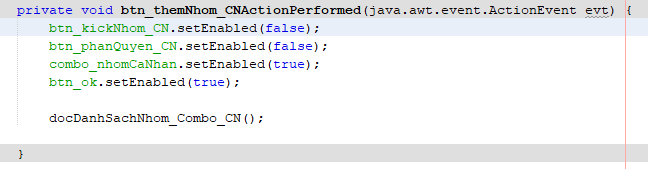 private void btn_themNhom_CNActionPerformed(java.awt.event.ActionEvent evt) {
btn_kickNhom_CN.setEnabled(false);
btn_phanQuyen_CN.setEnabled(false);
combo_nhomCaNhan.setEnabled(true);
btn_ok.setEnabled(true);
docDanhSachNhom_Combo_CN();
}